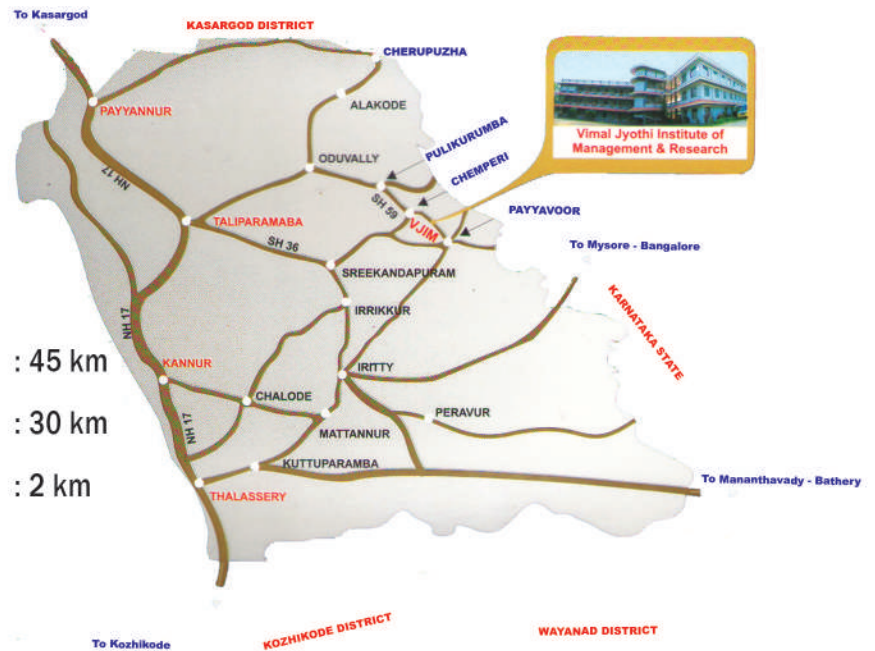 To Kasargod
KASARGOD DISTRICT
CHERUPUZHA
PAYYANNUR
ALAKODE
Vimal Jyothi Institute of
Management & Research
PULIKURUMBA
ODUVALLY
CHEMPERI
NH 17
SH 59
PAYYAVOOR
TALIPARAMABA
VJIM
SH 36
To Mysore - Bangalore
SREEKANDAPURAM
KARNATAKA STATE
IRRIKKUR
NH 17
: 45 km
KANNUR
IRITTY
CHALODE
: 30 km
PERAVUR
MATTANNUR
NH 17
KUTTUPARAMBA
: 2 km
To Mananthavady - Bathery
THALASSERY
KOZHIKODE DISTRICT
WAYANAD DISTRICT
To Kozhikode